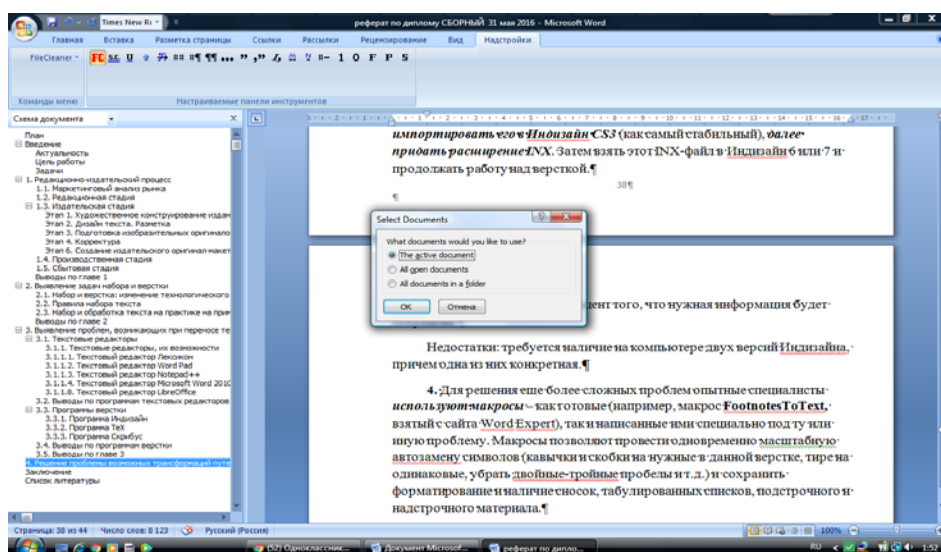 Times New Ro
реферат по диплому СБОРНЫЙ 31 мая 2016 - Microsoft Word
Главная Вставка Разметка страницы Ссылки Рассылки Рецензирование Вид Надстройки
FileCleaner
FC
Команды меню Настраиваемые панели инструментов
Схема документа
План
Введение
Актуальность
Цель работы
Задачи
1. Редакционно-издательский процесс
1.1. Маркетинговый анализ рынка
1.2. Редакционная стадия
1.3. Издательская стадия
Этап 1. Художественное конструирование издан
Этап 2. Дизайн текста. Разметка
Этап 3. Подготовка изобразительных оригинало
Этап 4. Корректура
Этап 6. Создание издательского оригинал-макет
1.4. Производственная стадия
1.5. Сбытовая стадия
Выводы по главе 1
2. Выявление задач набора и верстки
2.1. Набор и верстка: изменение технологического
2.2. Правила набора текста
2.3. Набор и обработка текста на практике на прим
Выводы по главе 2
3. Выявление проблем, возникающих при переносе те
3.1. Текстовые редакторы
3.1.1. Текстовые редакторы, их возможности
3.1.1.1. Текстовый редактор Лексикон
3.1.1.2. Текстовый редактор Word Pad
3.1.1.3. Текстовый редактор Notepad++
3.1.1.4. Текстовый редактор Microsoft Word 2010
3.1.1.8. Текстовый редактор LibreOffice
3.2. Выводы по программам текстовых редакторов
3.3. Программы верстки
3.3.1. Программа Индизайн
3.3.2. Программа TeX
3.3.3. Программа Скрибус
3.4. Выводы по программам верстки
3.5. Выводы по главе 3
4. Решение проблемы возможных трансформаций путе
Заключение
Список литературы
импортировать его в Индизайн CS3 (как самый стабильный), далее
придать расширение INX. Затем взять этот INX-файл в Индизайн 6 или 7 и
продолжать работу над версткой.¶
38¶
¶
Select Documents
What documents would you like to use?
The active document
All open documents
All documents in a folder
OK Отмена
ент того, что нужная информация будет
Недостатки: требуется наличие на компьютере двух версий Индизайна,
причем одна из них конкретная.¶
4. Для решения еще более сложных проблем опытные специалисты
используют макросы – как готовые (например, макрос FootnotesToText,
взятый с сайта Word Expert), так и написанные ими специально под ту или
иную проблему. Макросы позволяют провести одновременно масштабную
автозамену символов (кавычки и скобки на нужные в данной верстке, тире на
одинаковые, убрать двойные-тройные пробелы и т.д.) и сохранить
форматирование и наличие сносок, табулированных списков, подстрочного и
надстрочного материала.¶
Страница: 38 из 44 Число слов: 8 123 Русский (Россия) 100%
(52) Одноклассник... Документ Microsof... реферат по дипло... RU 1:52